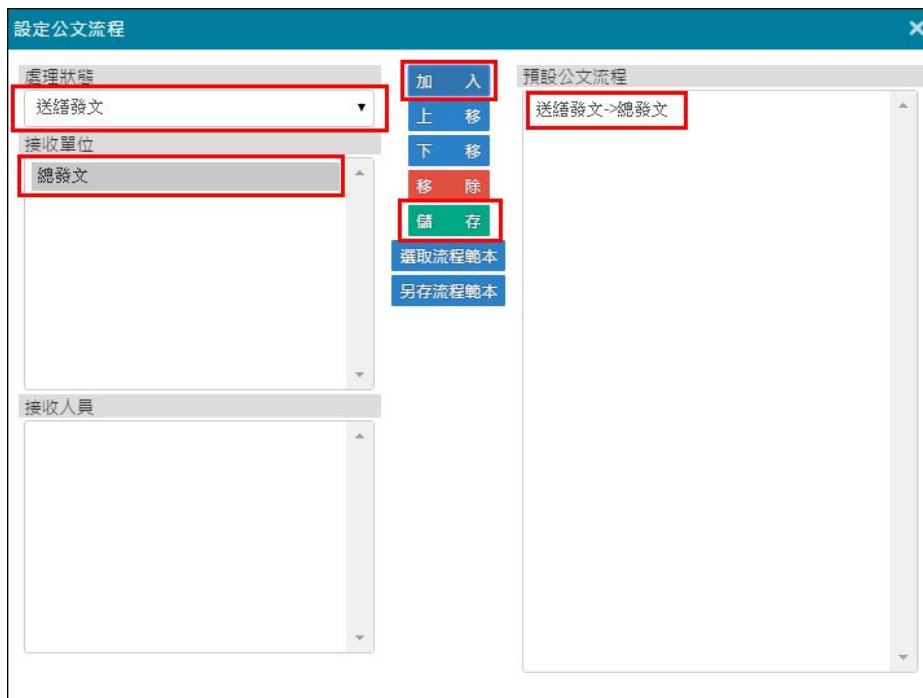 設定公文流程
處理狀態
送繕發文
接收單位
總發文
接收人員
加 入
上 移
下 移
移 除
儲 存
選取流程範本
另存流程範本
預設公文流程
送繕發文->總發文